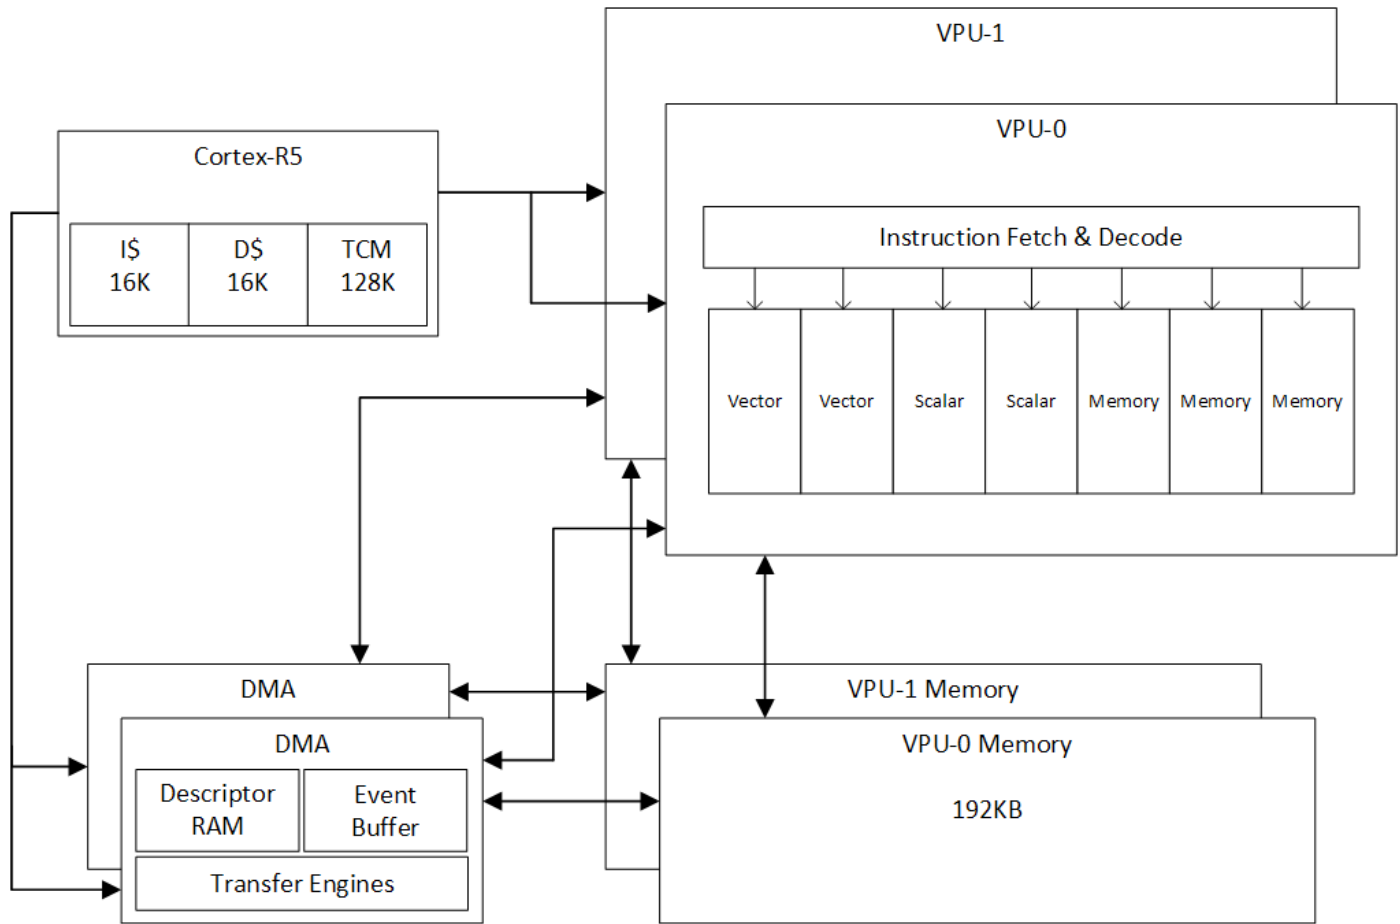 VPU-1
VPU-0
Cortex-R5
I$
16K
D$
16K
TCM
128K
Instruction Fetch & Decode
Vector
Vector
Scalar
Scalar
Memory
Memory
Memory
DMA
DMA
Descriptor
RAM
Event
Buffer
Transfer Engines
VPU-1 Memory
VPU-0 Memory
192KB